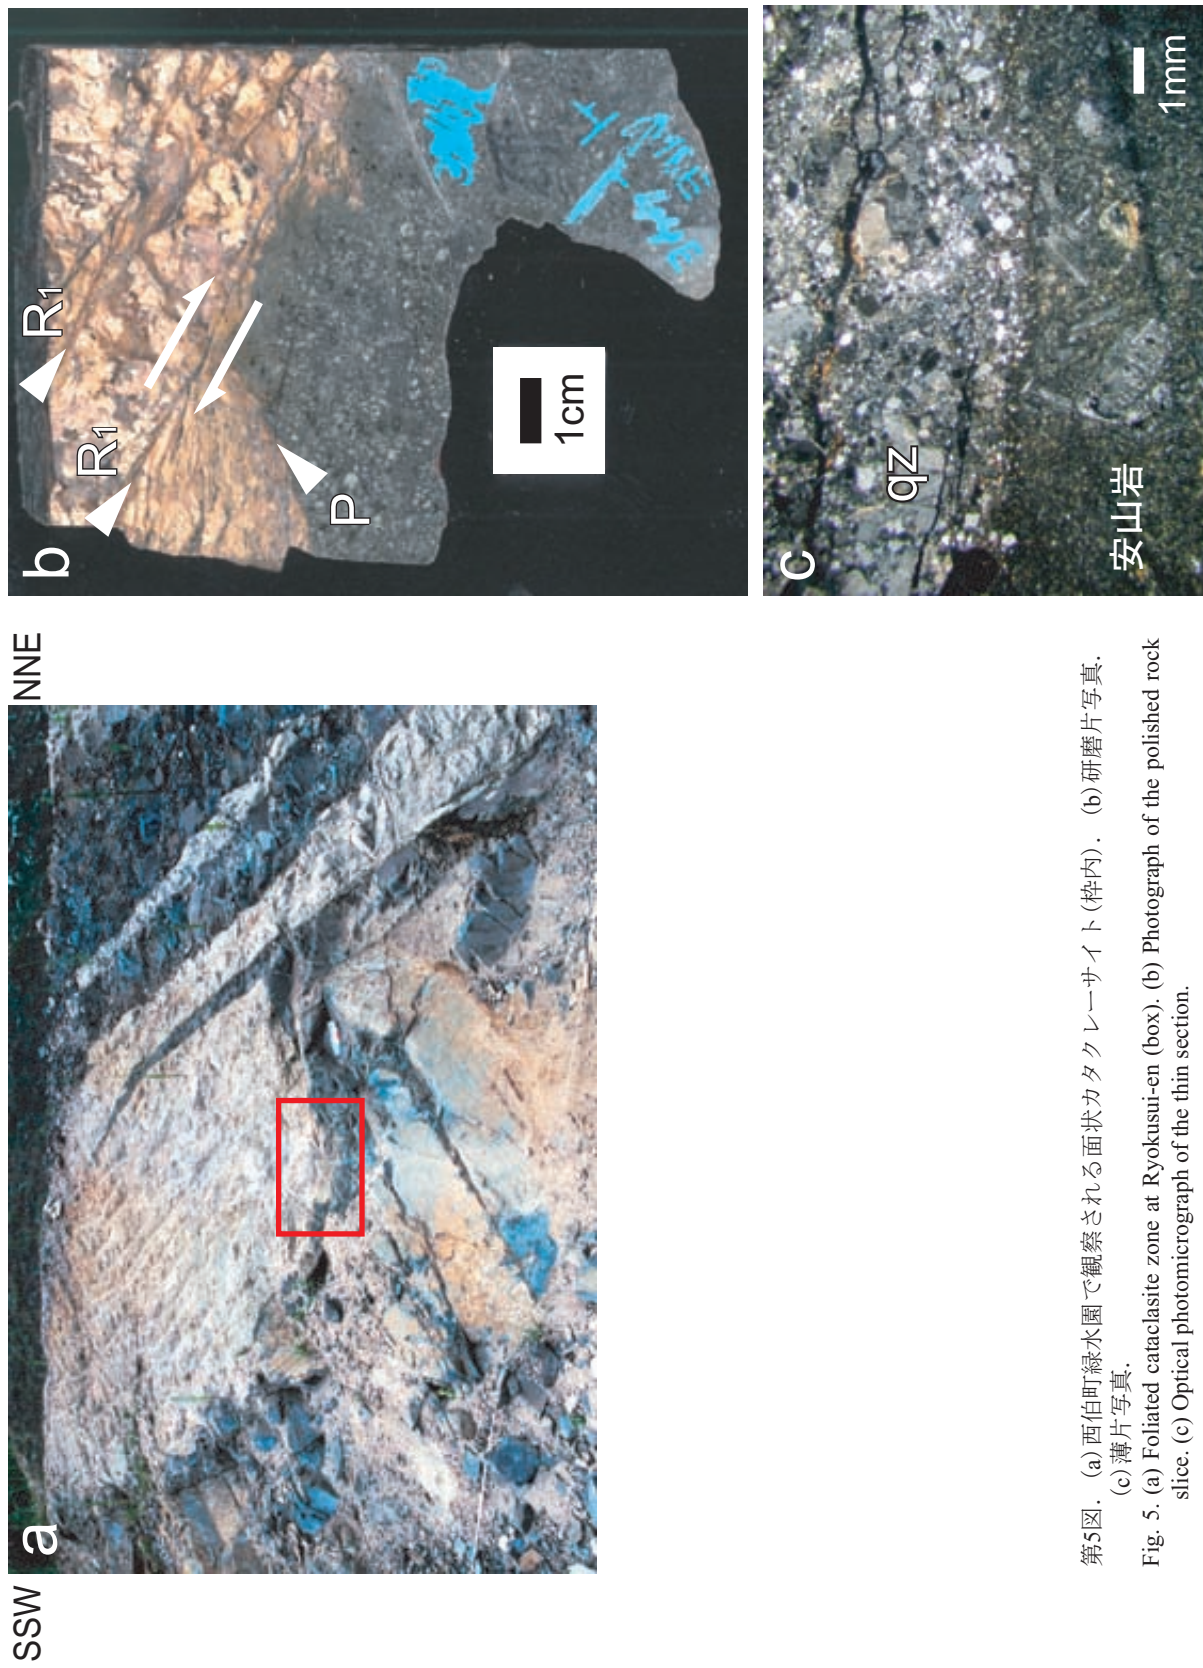 SSW
NNE
a
b
R1
R1
P
1cm
c
qz
安山岩
1mm
第5図. (a)西伯町緑水園で観察される面状カタクレーサイト(枠内). (b)研磨片写真.
(c)薄片写真.
Fig. 5. (a) Foliated cataclasite zone at Ryokusui-en (box). (b) Photograph of the polished rock
slice. (c) Optical photomicrograph of the thin section.